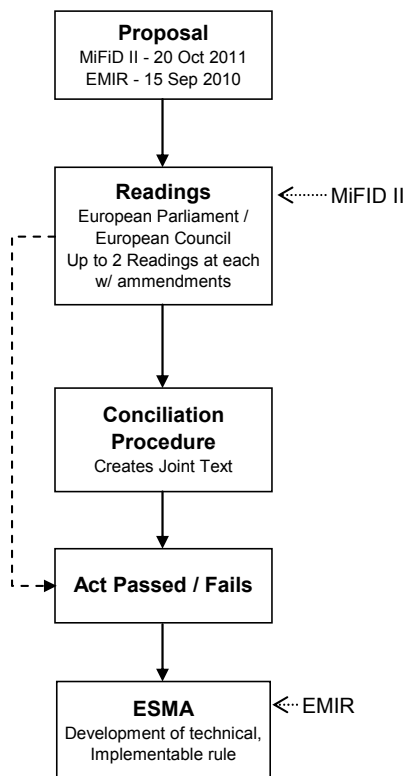 Proposal
MiFiD II - 20 Oct 2011
EMIR - 15 Sep 2010
Readings
European Parliament /
European Council
Up to 2 Readings at each
w/ ammendments
MiFID II
Conciliation
Procedure
Creates Joint Text
Act Passed / Fails
ESMA
Development of technical,
Implementable rule
EMIR